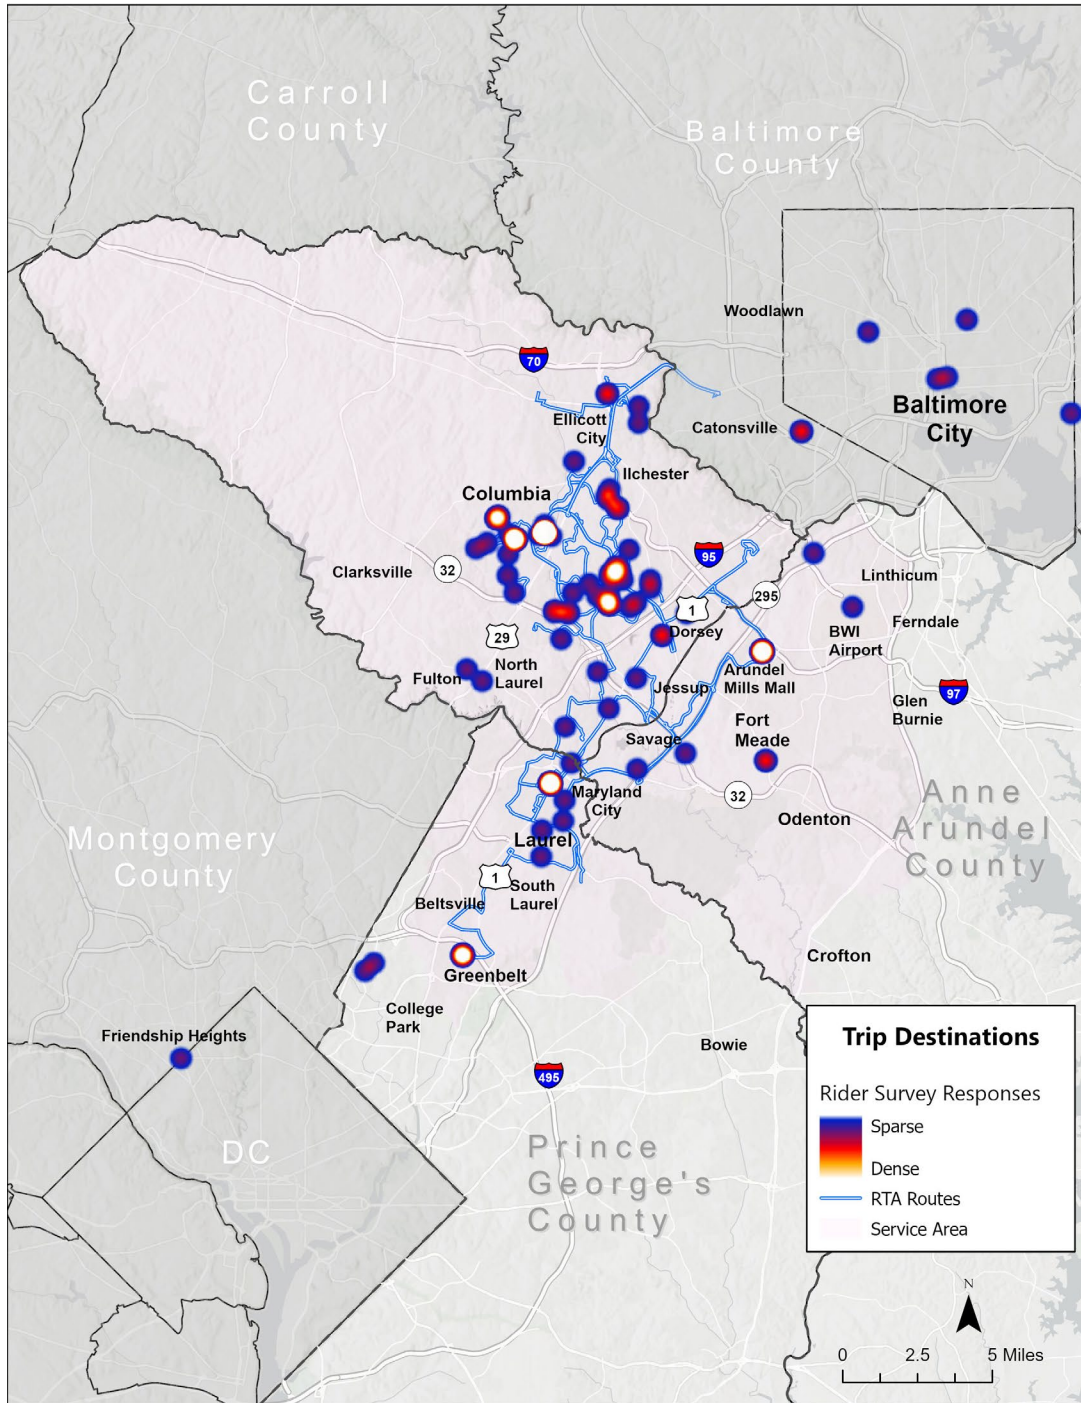 Carroll
County
Baltimore
County
Woodlawn
70
Baltimore
City
Ellicott
City
Catonsville
Ilchester
Columbia
95
32
Clarksville
295
Linthicum
1
Dorsey
Ferndale
29
BWI
Airport
North
Laurel
Fulton
Arundel
Mills Mall
Jessup
97
Glen
Burnie
Fort
Meade
Savage
Maryland
City
32
Anne
Arundel
County
Odenton
Montgomery
County
Laurel
1
South
Laurel
Beltsville
Crofton
Greenbelt
College
Park
Friendship Heights
Bowie
495
DC
Prince
George's
County
Trip Destinations
Rider Survey Responses
Sparse
Dense
RTA Routes
Service Area
N
0 2.5 5 Miles